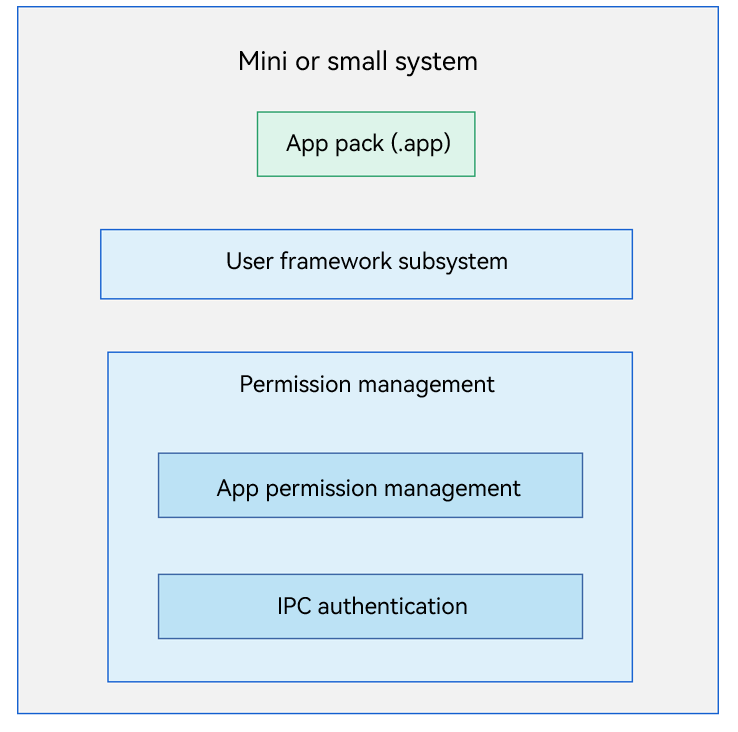 Mini or small system
App pack (.app)
User framework subsystem
Permission management
App permission management
IPC authentication